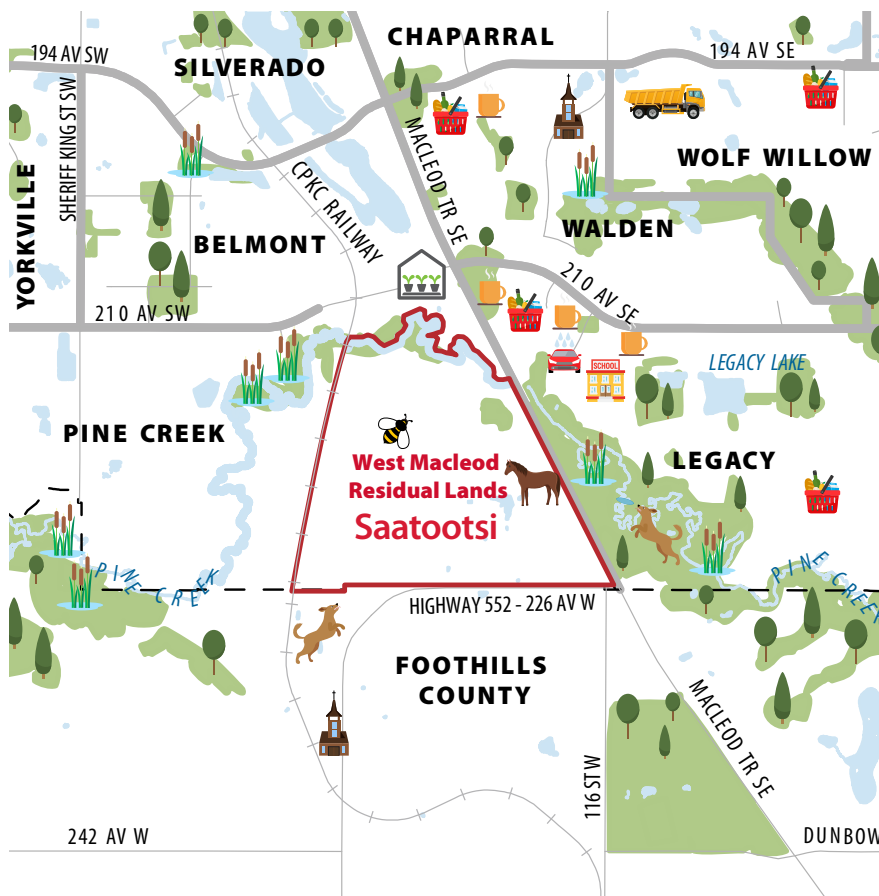 CHAPARRAL
194 AV SW
194 AV SE
SILVERADO
SHERIFF KING ST SW
MACLEOD TR SE
WOLF WILLOW
YORKVILLE
CPKC RAILWAY
WALDEN
BELMONT
210 AV SE
210 AV SW
SCHOOL
LEGACY LAKE
PINE CREEK
West Macleod
Residual Lands
Saatootsi
LEGACY
PINE CREEK
PINE CREEK
HIGHWAY 552 - 226 AV W
FOOTHILLS
COUNTY
MACLEOD TR SE
116 ST W
242 AV W
DUNBOW